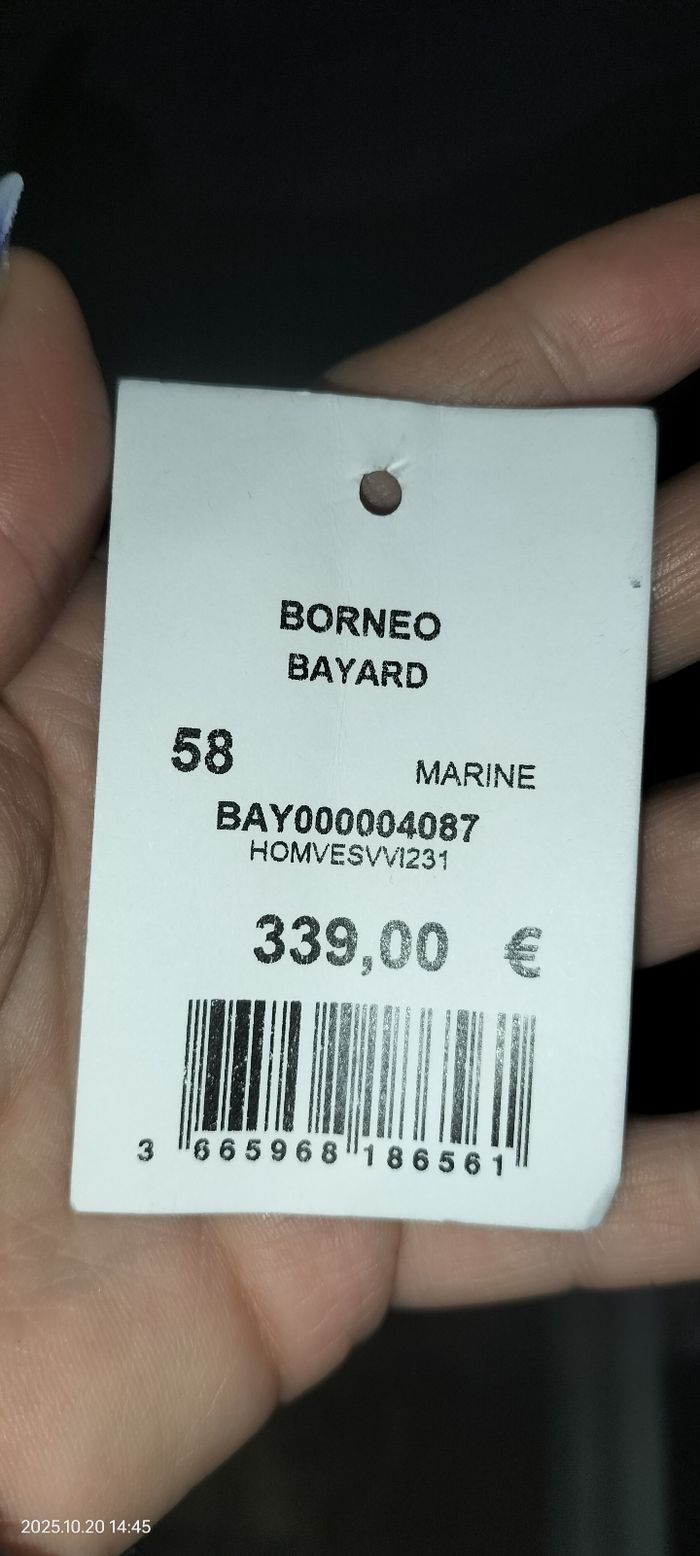 BORNEO
BAYARD
58 MARINE
BAY000004087
HOMVESVVI231
339,00 €
3 665968 186561
2025.10.20 14:45